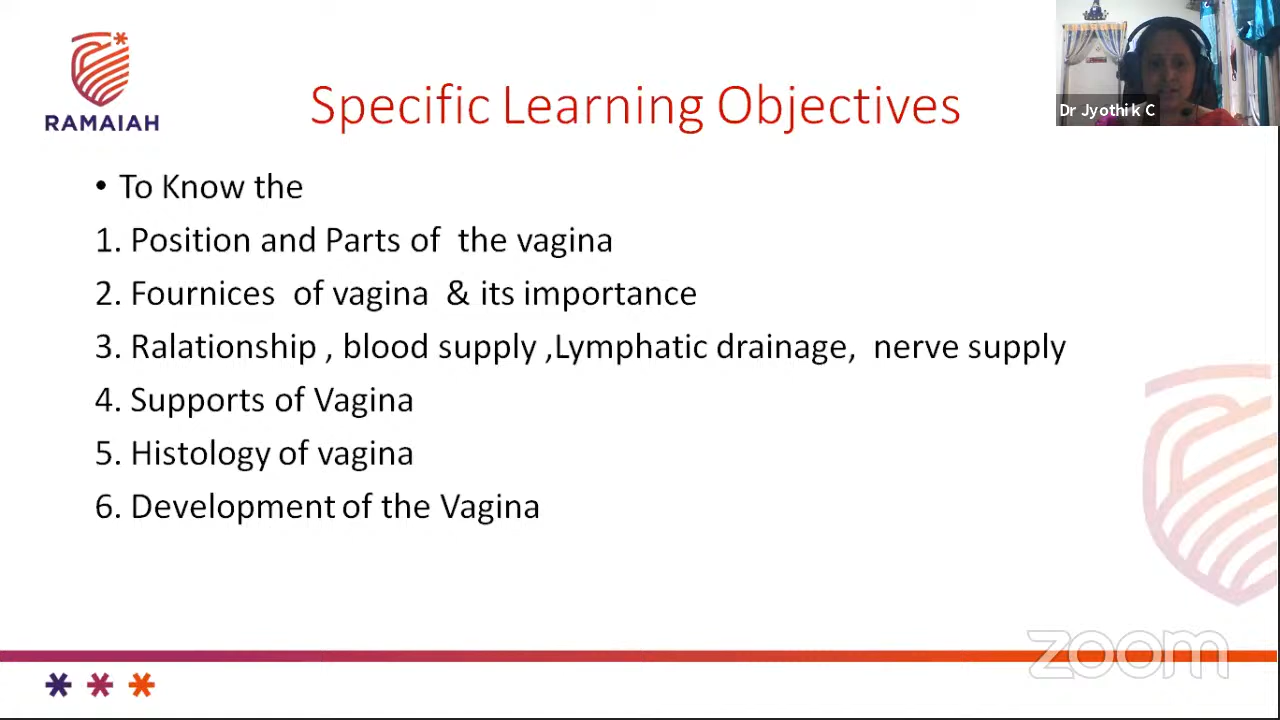 RAMAIAH
Specific Learning Objectives
Dr Jyothi k C
• To Know the
1. Position and Parts of the vagina
2. Fournices of vagina & its importance
3. Ralationship , blood supply ,Lymphatic drainage, nerve supply
4. Supports of Vagina
5. Histology of vagina
6. Development of the Vagina
zoom